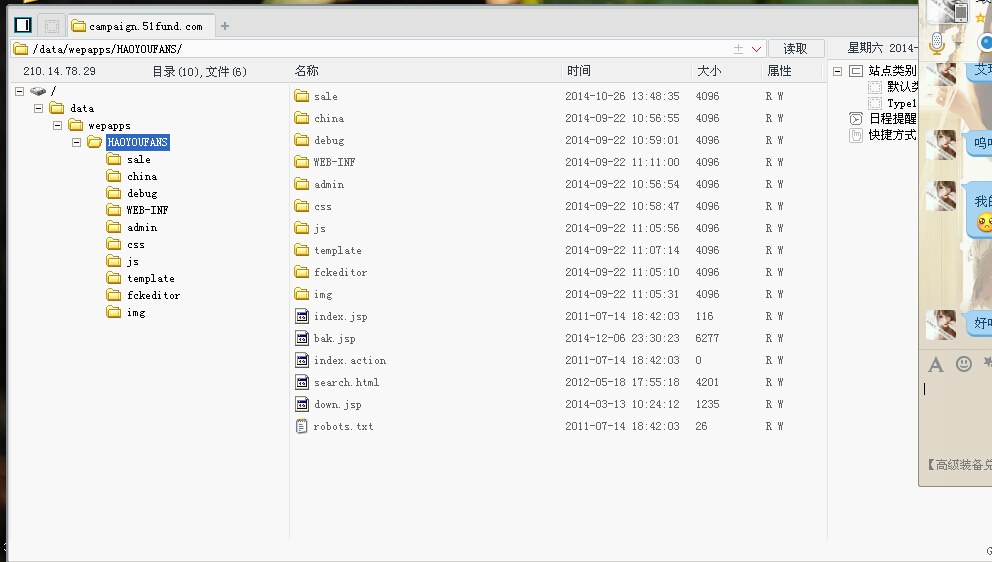 campaign.51fund.com
/data/wepapps/HAOYOUFANS/
读取
星期六 2014-
210.14.78.29
目录(10),文件(6)
名称 时间 大小 属性
/
data
wepapps
HAOYOUFANS
sale
china
debug
WEB-INF
admin
css
js
template
fckeditor
img
sale 2014-10-26 13:48:35 4096 R W
china 2014-09-22 10:56:55 4096 R W
debug 2014-09-22 10:59:01 4096 R W
WEB-INF 2014-09-22 11:11:00 4096 R W
admin 2014-09-22 10:56:54 4096 R W
css 2014-09-22 10:58:47 4096 R W
js 2014-09-22 11:05:56 4096 R W
template 2014-09-22 11:07:14 4096 R W
fckeditor 2014-09-22 11:05:10 4096 R W
img 2014-09-22 11:05:31 4096 R W
index.jsp 2011-07-14 18:42:03 116 R W
bak.jsp 2014-12-06 23:30:23 6277 R W
index.action 2011-07-14 18:42:03 0 R W
search.html 2012-05-18 17:55:18 4201 R W
down.jsp 2014-03-13 10:24:12 1235 R W
robots.txt 2011-07-14 18:42:03 26 R W
站点类别
默认类
Type1
日程提醒
快捷方式
我的
【高级装备兑